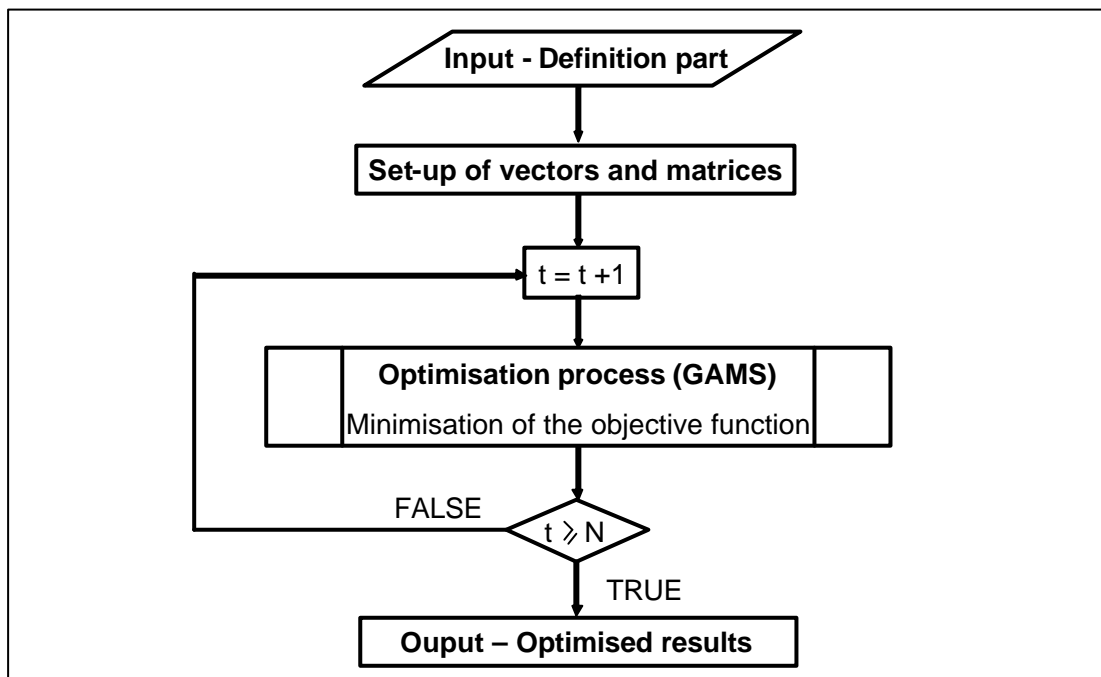 Input - Definition part
Set-up of vectors and matrices
t = t +1
Optimisation process (GAMS)
Minimisation of the objective function
FALSE
t ⩾ N
TRUE
Ouput – Optimised results